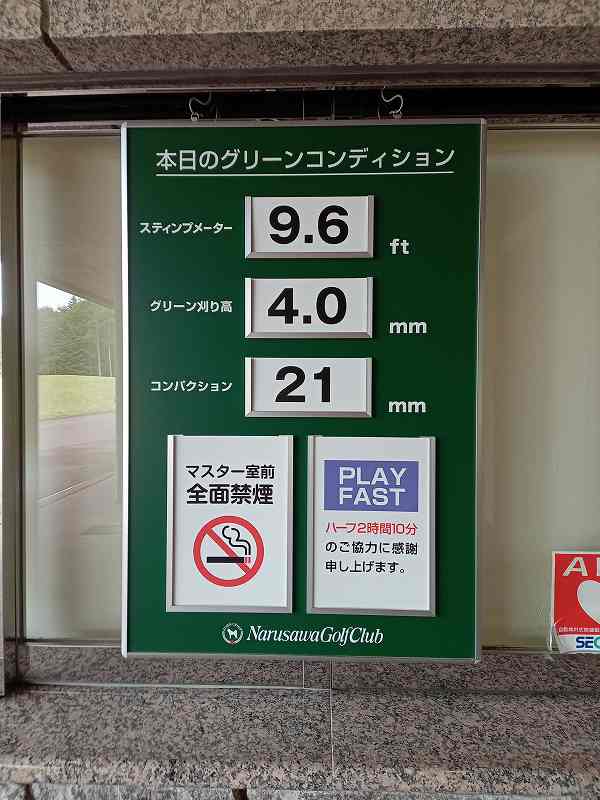 本日のグリーンコンディション
スティンプメーター 9.6 ft
グリーン刈り高 4.0 mm
コンパクション 21 mm
マスター室前
全面禁煙
PLAY
FAST
ハーフ2時間10分
のご協力に感謝
申し上げます。
NarusawaGolfClub